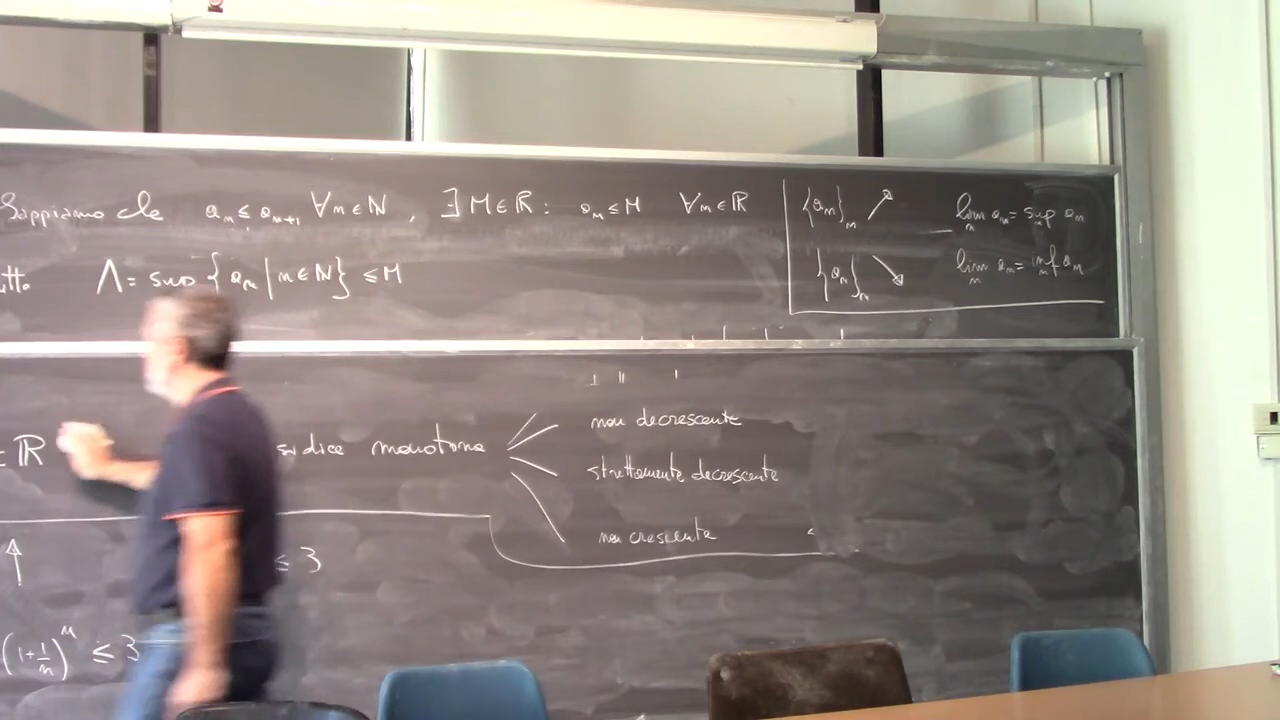 Sappiamo che a_n ≤ a_{n+1} ∀n∈ℕ, ∃M∈ℝ: a_n ≤ M ∀n∈ℝ
Λ = sup {a_n | n∈ℕ} ≤ M
{a_n}_n ↗ lim_n a_n = sup_n a_n
{a_n}_n ↘ lim_n a_n = inf_n a_n
non decrescente
ℝ si dice monotona
strettamente decrescente
non crescente
↑ ≤ 3
(1+1/n)^n ≤ 3